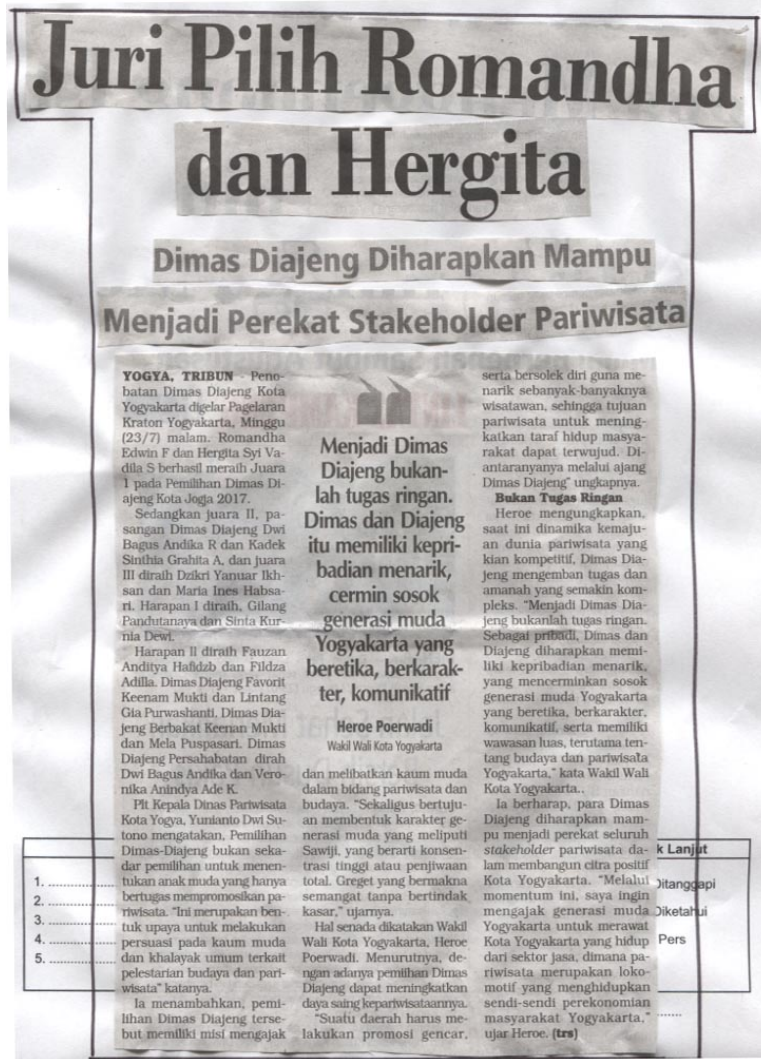 Juri Pilih Romandha
dan Hergita
Dimas Diajeng Diharapkan Mampu
Menjadi Perekat Stakeholder Pariwisata
YOGYA, TRIBUN - Peno-
batan Dimas Diajeng Kota
Yogyakarta digelar Pagelaran
Kraton Yogyakarta, Minggu
(23/7) malam. Romandha
Edwin F dan Hergita Syi Va-
dila S berhasil meraih Juara
1 pada Pemilihan Dimas Di-
ajeng Kota Jogja 2017.
Sedangkan juara II, pa-
sangan Dimas Diajeng Dwi
Bagus Andika R dan Kadek
Sinthia Grahita A, dan juara
III diraih Dzikri Yanuar Ikh-
san dan Maria Ines Habsa-
ri. Harapan I diraih, Gilang
Pandutanaya dan Sinta Kur-
nia Dewi.
Harapan II diraih Fauzan
Anditya Hafidzb dan Fildza
Adilla. Dimas Diajeng Favorit
Keenam Mukti dan Lintang
Gia Purwashanti, Dimas Dia-
jeng Berbakat Keenan Mukti
dan Mela Puspasari. Dimas
Diajeng Persahabatan dirah
Dwi Bagus Andika dan Vero-
nika Anindya Ade K.
Plt Kepala Dinas Pariwisata
Kota Yogya, Yunianto Dwi Su-
tono mengatakan, Pemilihan
Dimas-Diajeng bukan seka-
dar pemilihan untuk menen-
tukan anak muda yang hanya
bertugas mempromosikan pa-
riwisata. "Ini merupakan ben-
tuk upaya untuk melakukan
persuasi pada kaum muda
dan khalayak umum terkait
pelestarian budaya dan pari-
wisata" katanya.
Ia menambahkan, pemi-
lihan Dimas Diajeng terse-
but memiliki misi mengajak
Menjadi Dimas
Diajeng bukan-
lah tugas ringan.
Dimas dan Diajeng
itu memiliki kepri-
badian menarik,
cermin sosok
generasi muda
Yogyakarta yang
beretika, berkarak-
ter, komunikatif
Heroe Poerwadi
Wakil Wali Kota Yogyakarta
dan melibatkan kaum muda
dalam bidang pariwisata dan
budaya. "Sekaligus bertuju-
an membentuk karakter ge-
nerasi muda yang meliputi
Sawiji, yang berarti konsen-
trasi tinggi atau penjiwaan
total. Greget yang bermakna
semangat tanpa bertindak
kasar," ujarnya.
Hal senada dikatakan Wakil
Wali Kota Yogyakarta, Heroe
Poerwadi. Menurutnya, de-
ngan adanya pemilihan Dimas
Diajeng dapat meningkatkan
daya saing kepariwisataannya.
"Suatu daerah harus me-
lakukan promosi gencar,
serta bersolek diri guna me-
narik sebanyak-banyaknya
wisatawan, sehingga tujuan
pariwisata untuk mening-
katkan taraf hidup masya-
rakat dapat terwujud. Di-
antaranyanya melalui ajang
Dimas Diajeng" ungkapnya.
Bukan Tugas Ringan
Heroe mengungkapkan,
saat ini dinamika kemaju-
an dunia pariwisata yang
kian kompetitif, Dimas Dia-
jeng mengemban tugas dan
amanah yang semakin kom-
pleks. "Menjadi Dimas Dia-
jeng bukanlah tugas ringan.
Sebagai pribadi, Dimas dan
Diajeng diharapkan memi-
liki kepribadian menarik,
yang mencerminkan sosok
generasi muda Yogyakarta
yang beretika, berkarakter,
komunikatif, serta memiliki
wawasan luas, terutama ten-
tang budaya dan pariwisata
Yogyakarta," kata Wakil Wali
Kota Yogyakarta..
Ia berharap, para Dimas
Diajeng diharapkan mam-
pu menjadi perekat seluruh
stakeholder pariwisata da-
lam membangun citra positif
Kota Yogyakarta. "Melalui
momentum ini, saya ingin
mengajak generasi muda
Yogyakarta untuk merawat
Kota Yogyakarta yang hidup
dari sektor jasa, dimana pa-
riwisata merupakan loko-
motif yang menghidupkan
sendi-sendi perekonomian
masyarakat Yogyakarta,"
ujar Heroe. (trs)
1. ....................
2. ....................
3. ....................
4. ....................
5. ....................
k Lanjut
Ditanggapi
Diketahui
Pers